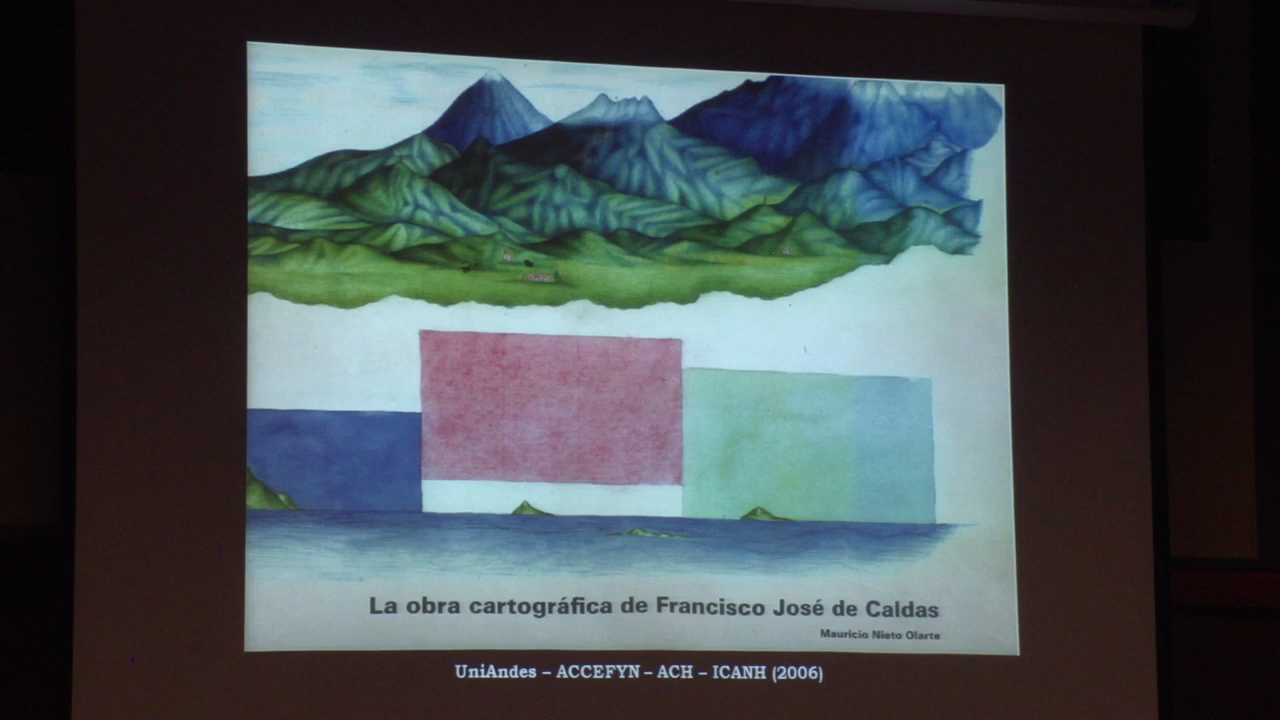 La obra cartográfica de Francisco José de Caldas
Mauricio Nieto Olarte
UniAndes – ACCEFYN – ACH – ICANH (2006)